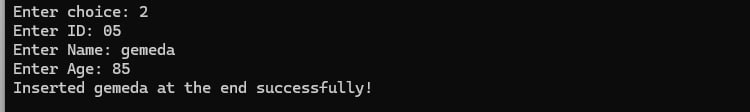 Enter choice: 2
Enter ID: 05
Enter Name: gemeda
Enter Age: 85
Inserted gemeda at the end successfully!